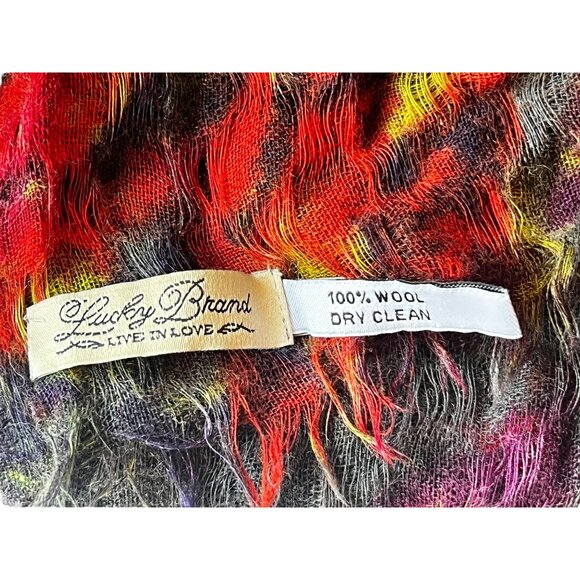 Lucky Brand
LIVE IN LOVE
100% WOOL
DRY CLEAN